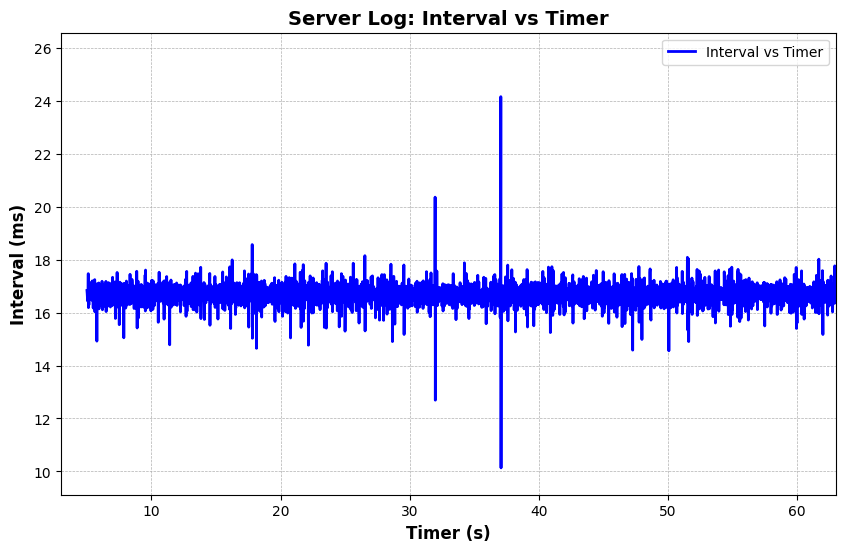 Server Log: Interval vs Timer
Interval vs Timer
26
24
22
20
18
16
14
12
10
Interval (ms)
10 20 30 40 50 60
Timer (s)